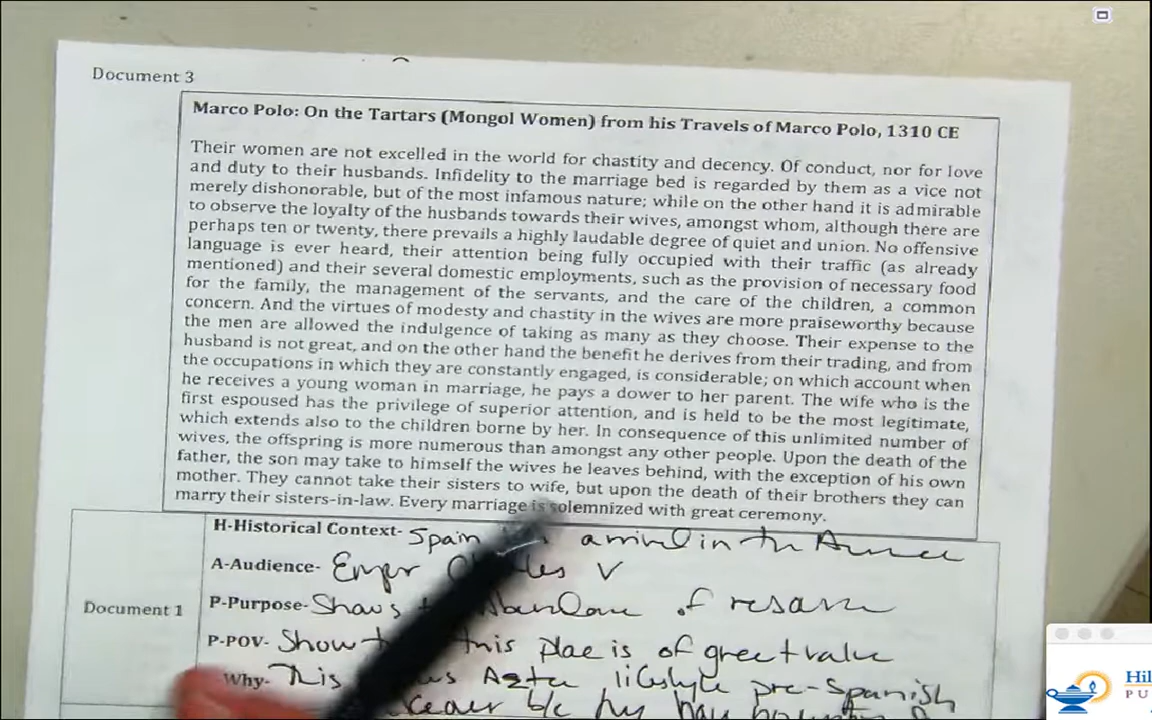 Document 3
Marco Polo: On the Tartars (Mongol Women) from his Travels of Marco Polo, 1310 CE
Their women are not excelled in the world for chastity and decency. Of conduct, nor for love
and duty to their husbands. Infidelity to the marriage bed is regarded by them as a vice not
merely dishonorable, but of the most infamous nature; while on the other hand it is admirable
to observe the loyalty of the husbands towards their wives, amongst whom, although there are
perhaps ten or twenty, there prevails a highly laudable degree of quiet and union. No offensive
language is ever heard, their attention being fully occupied with their traffic (as already
mentioned) and their several domestic employments, such as the provision of necessary food
for the family, the management of the servants, and the care of the children, a common
concern. And the virtues of modesty and chastity in the wives are more praiseworthy because
the men are allowed the indulgence of taking as many as they choose. Their expense to the
husband is not great, and on the other hand the benefit he derives from their trading, and from
the occupations in which they are constantly engaged, is considerable; on which account when
he receives a young woman in marriage, he pays a dower to her parent. The wife who is the
first espoused has the privilege of superior attention, and is held to be the most legitimate,
which extends also to the children borne by her. In consequence of this unlimited number of
wives, the offspring is more numerous than amongst any other people. Upon the death of the
father, the son may take to himself the wives he leaves behind, with the exception of his own
mother. They cannot take their sisters to wife, but upon the death of their brothers they can
marry their sisters-in-law. Every marriage is solemnized with great ceremony.
H-Historical Context- Spain arrival in
A-Audience- V
Document 1
P-Purpose- Shows of
P-POV- Show this place is of great value
Why- This Aztec lifestyle pre-Spanish
b/c
Hil
PU